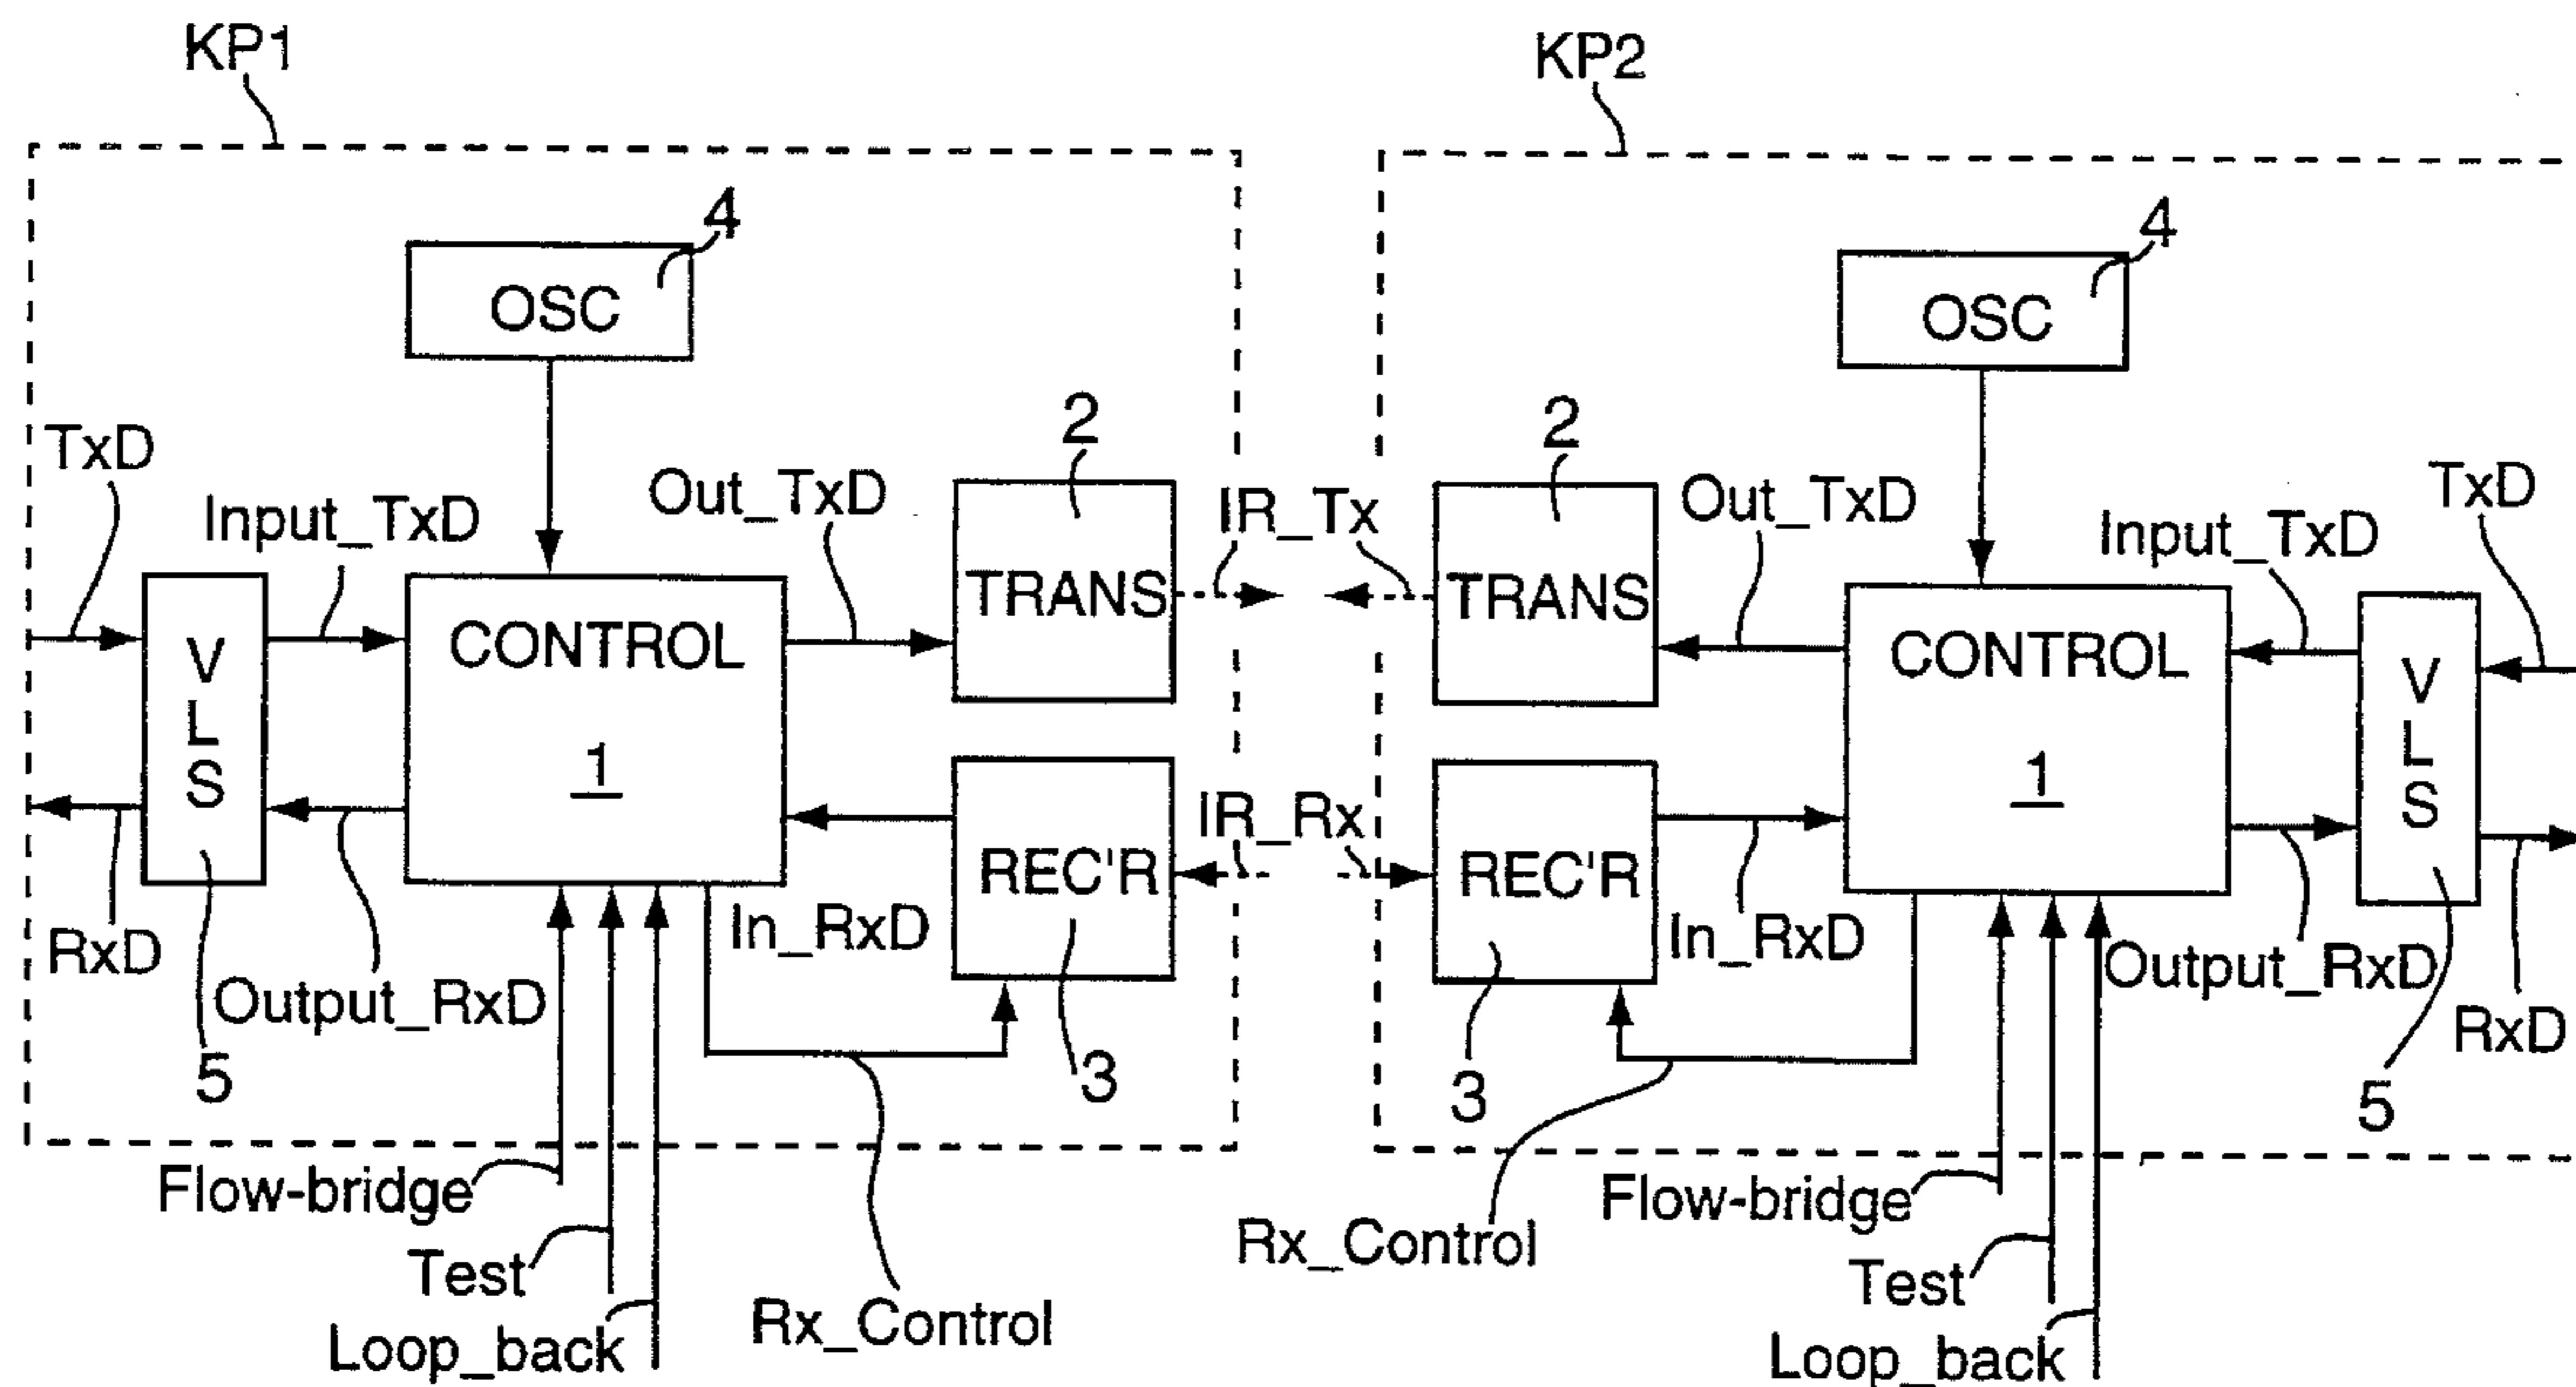 KP1
KP2
4
OSC
4
OSC
TxD
Input_TxD
Out_TxD
2
TRANS
IR_Tx
2
TRANS
Out_TxD
Input_TxD
TxD
V
L
S
CONTROL
1
CONTROL
1
V
L
S
RxD
Output_RxD
In_RxD
REC'R
IR_Rx
REC'R
In_RxD
Output_RxD
RxD
5
3
3
5
Flow-bridge
Test
Loop_back
Rx_Control
Rx_Control
Flow-bridge
Test
Loop_back